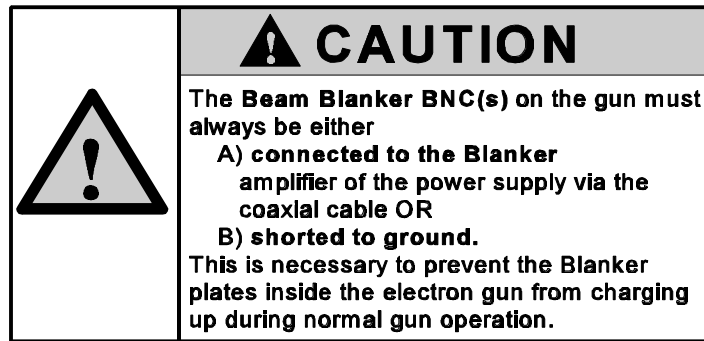 CAUTION
The Beam Blanker BNC(s) on the gun must
always be either
A) connected to the Blanker
amplifier of the power supply via the
coaxial cable OR
B) shorted to ground.
This is necessary to prevent the Blanker
plates inside the electron gun from charging
up during normal gun operation.